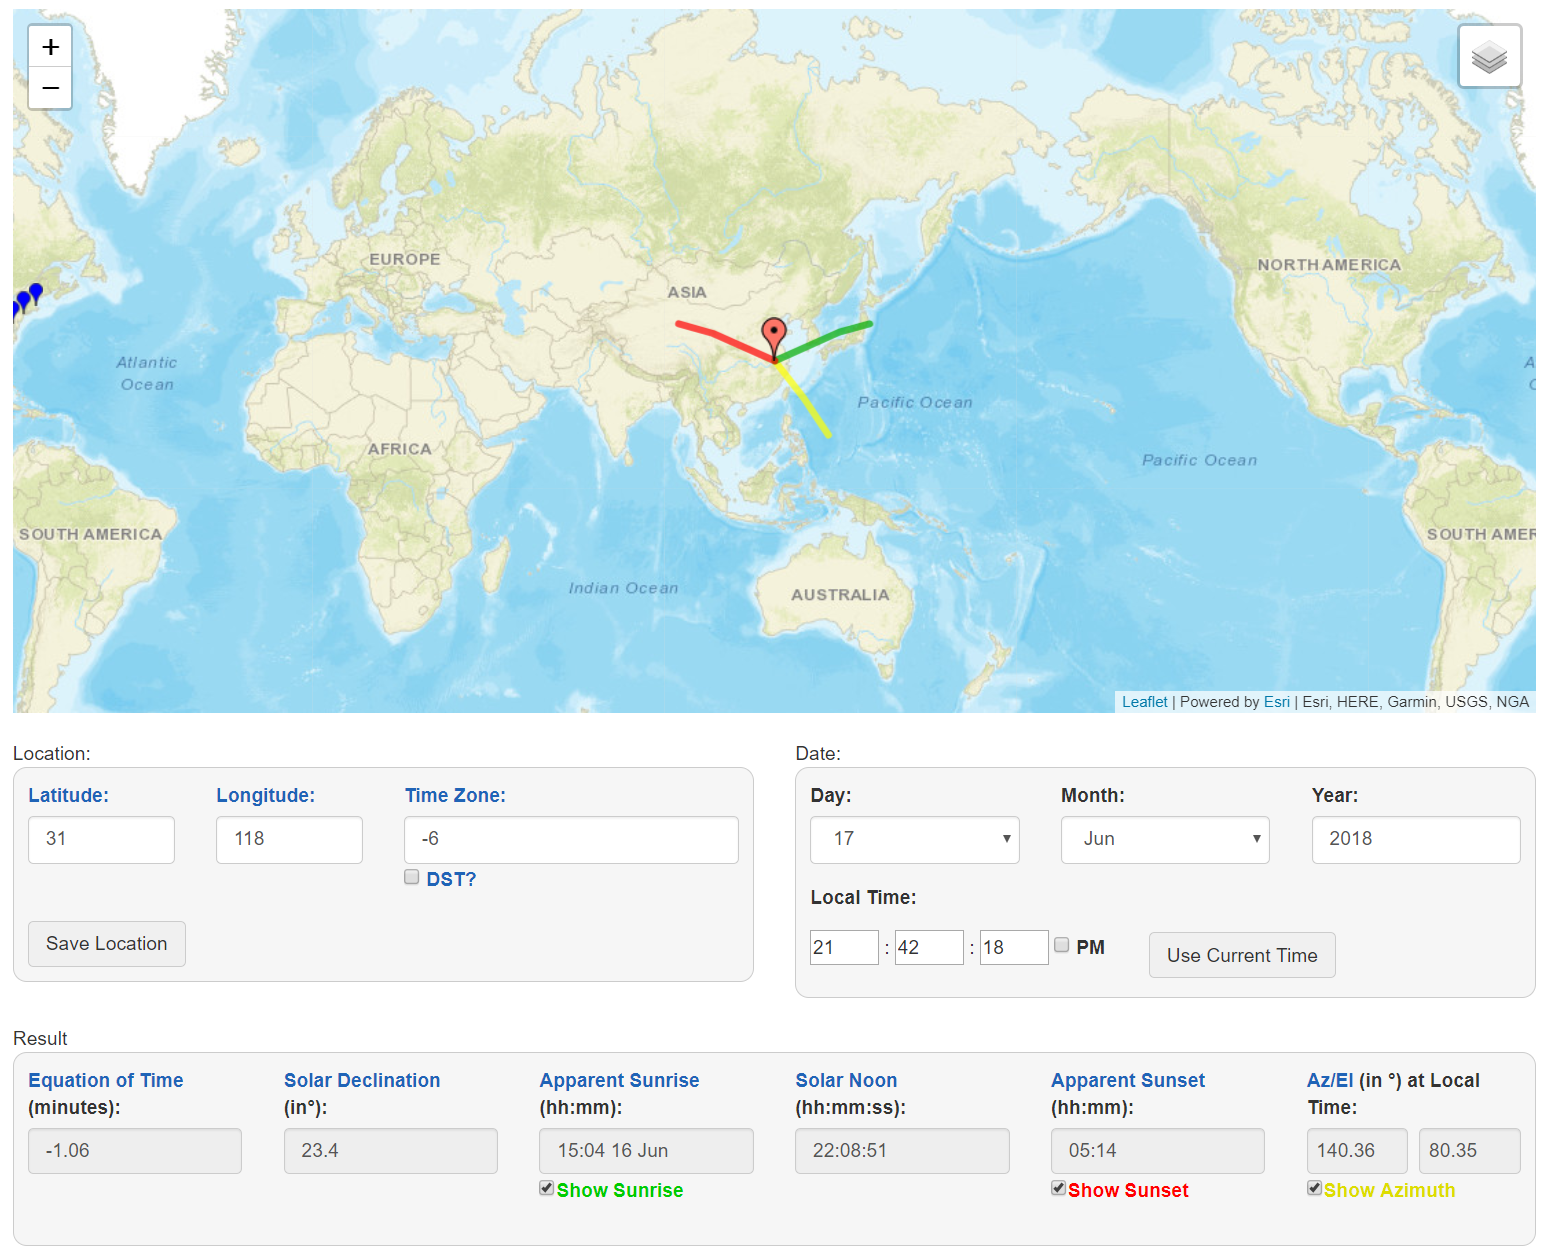 +
−
EUROPE
ASIA
NORTH AMERICA
Atlantic
Ocean
A
O
Pacific Ocean
AFRICA
Pacific Ocean
SOUTH AMERICA
SOUTH AMER
Indian Ocean
AUSTRALIA
Leaflet | Powered by Esri | Esri, HERE, Garmin, USGS, NGA
Location:
Latitude: Longitude: Time Zone:
31 118 -6
DST?
Save Location
Date:
Day: Month: Year:
17 Jun 2018
Local Time:
21 : 42 : 18 PM
Use Current Time
Result
Equation of Time
(minutes):
-1.06
Solar Declination
(in°):
23.4
Apparent Sunrise
(hh:mm):
15:04 16 Jun
Show Sunrise
Solar Noon
(hh:mm:ss):
22:08:51
Apparent Sunset
(hh:mm):
05:14
Show Sunset
Az/El (in °) at Local
Time:
140.36 80.35
Show Azimuth